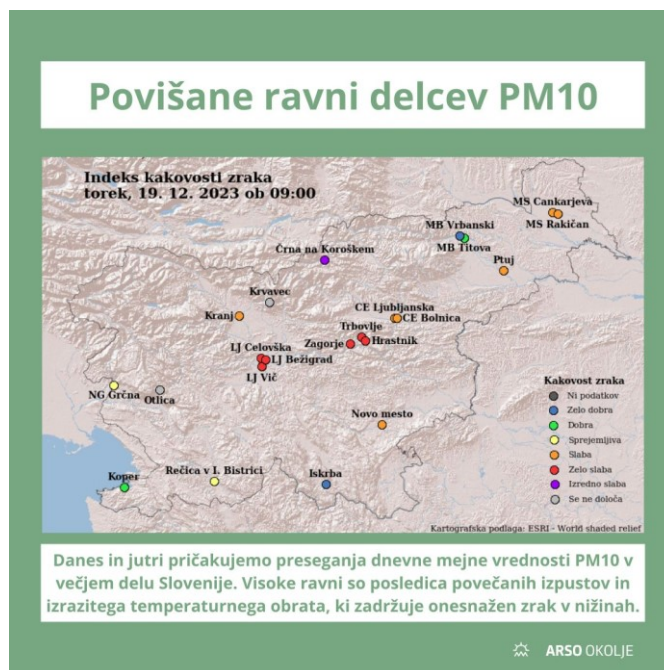 Povišane ravni delcev PM10
Indeks kakovosti zraka
torek, 19. 12. 2023 ob 09:00
MS Cankarjeva
MS Rakičan
MB Vrbanski
MB Titova
Ptuj
Črna na Koroškem
Krvavec
Kranj
CE Ljubljanska
CE Bolnica
Trbovlje
Zagorje
Hrastnik
LJ Celovška
LJ Bežigrad
LJ Vič
NG Grčna
Otlica
Novo mesto
Koper
Rečica v I. Bistrici
Iskrba
Kakovost zraka
Ni podatkov
Zelo dobra
Dobra
Sprejemljiva
Slaba
Zelo slaba
Izredno slaba
Se ne določa
Kartografska podlaga: ESRI - World shaded relief
Danes in jutri pričakujemo preseganja dnevne mejne vrednosti PM10 v
večjem delu Slovenije. Visoke ravni so posledica povečanih izpustov in
izrazitega temperaturnega obrata, ki zadržuje onesnažen zrak v nižinah.
ARSO OKOLJE